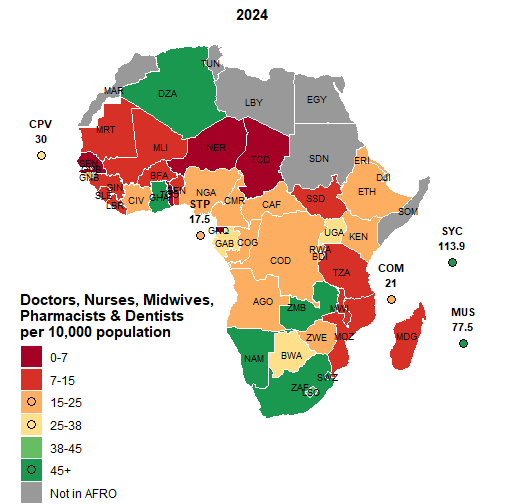 2024
TUN
MAR
DZA
LBY
EGY
CPV
30
MRT
MLI
NER
TCD
SDN
ERI
SEN
GNB
BFA
DJI
GIN
BEN
NGA
SLE
CIV
GHA
ETH
LBR
STP
17.5
CMR
CAF
SSD
SOM
GNQ
UGA
KEN
SYC
113.9
GAB
COG
RWA
BDI
COD
COM
21
TZA
AGO
ZMB
MWI
MUS
77.5
ZWE
MOZ
MDG
NAM
BWA
SWZ
ZAF
LSO
Doctors, Nurses, Midwives,
Pharmacists & Dentists
per 10,000 population
0-7
7-15
15-25
25-38
38-45
45+
Not in AFRO